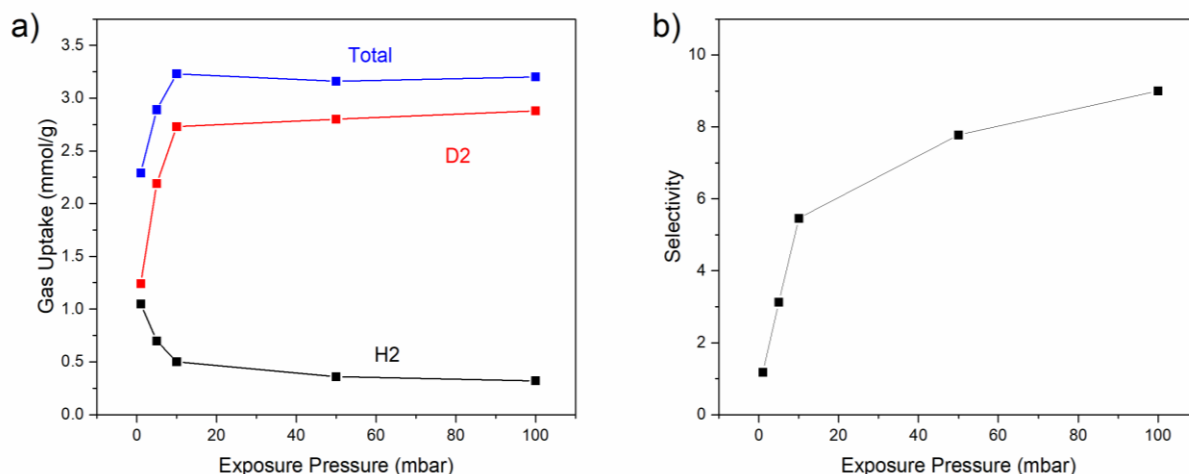 a)
3.5
3.0
2.5
2.0
1.5
1.0
0.5
0.0
Gas Uptake (mmol/g)
Total
D2
H2
0 20 40 60 80 100
Exposure Pressure (mbar)
b)
10
8
6
4
2
0
Selectivity
0 20 40 60 80 100
Exposure Pressure (mbar)